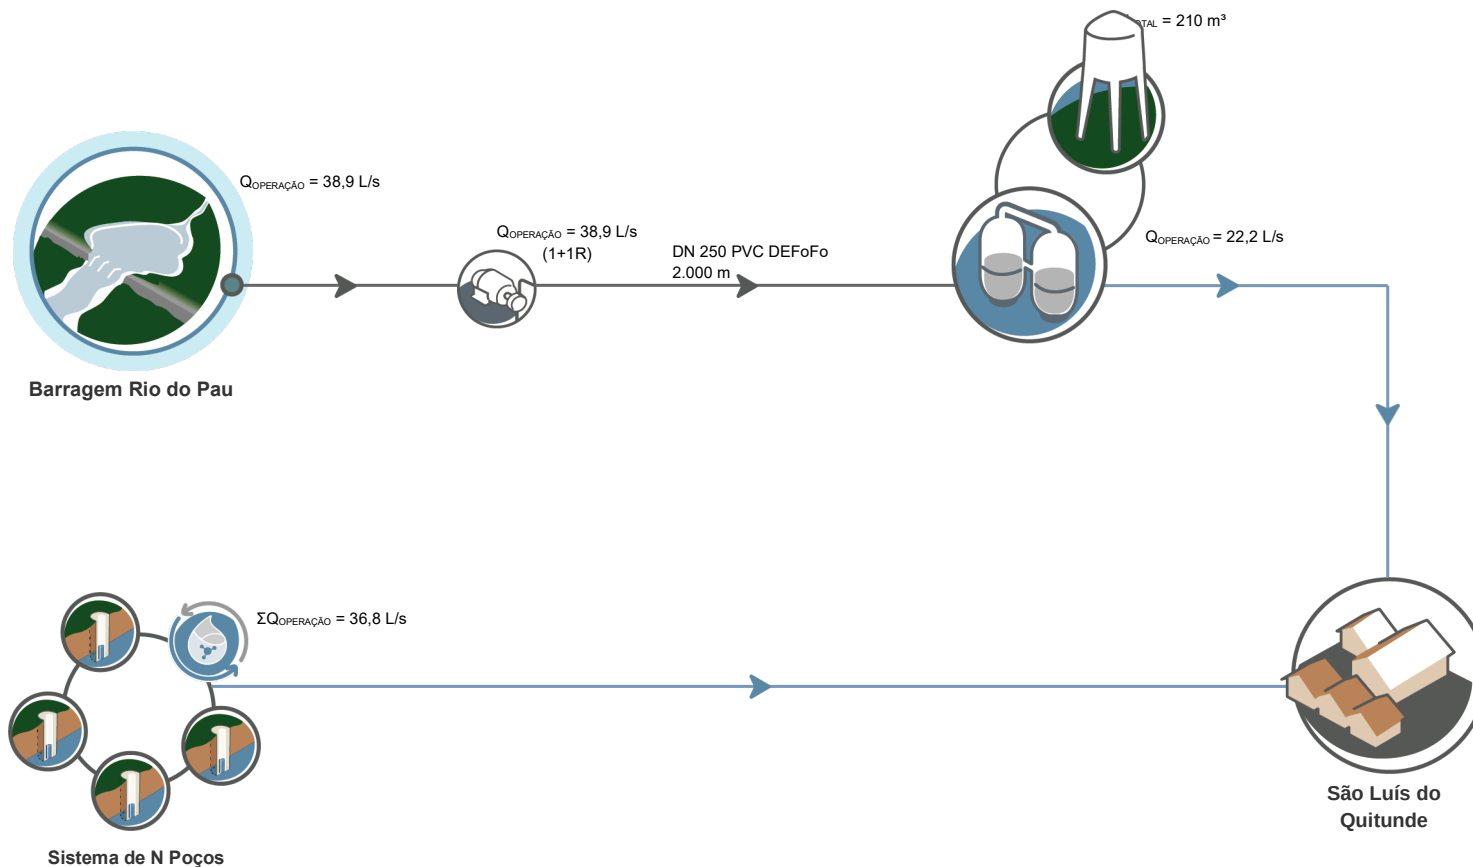 OTAL = 210 m³
QOPERAÇÃO = 38,9 L/s
QOPERAÇÃO = 38,9 L/s
(1+1R)
DN 250 PVC DEFoFo
2.000 m
QOPERAÇÃO = 22,2 L/s
Barragem Rio do Pau
ΣQOPERAÇÃO = 36,8 L/s
São Luís do
Quitunde
Sistema de N Poços